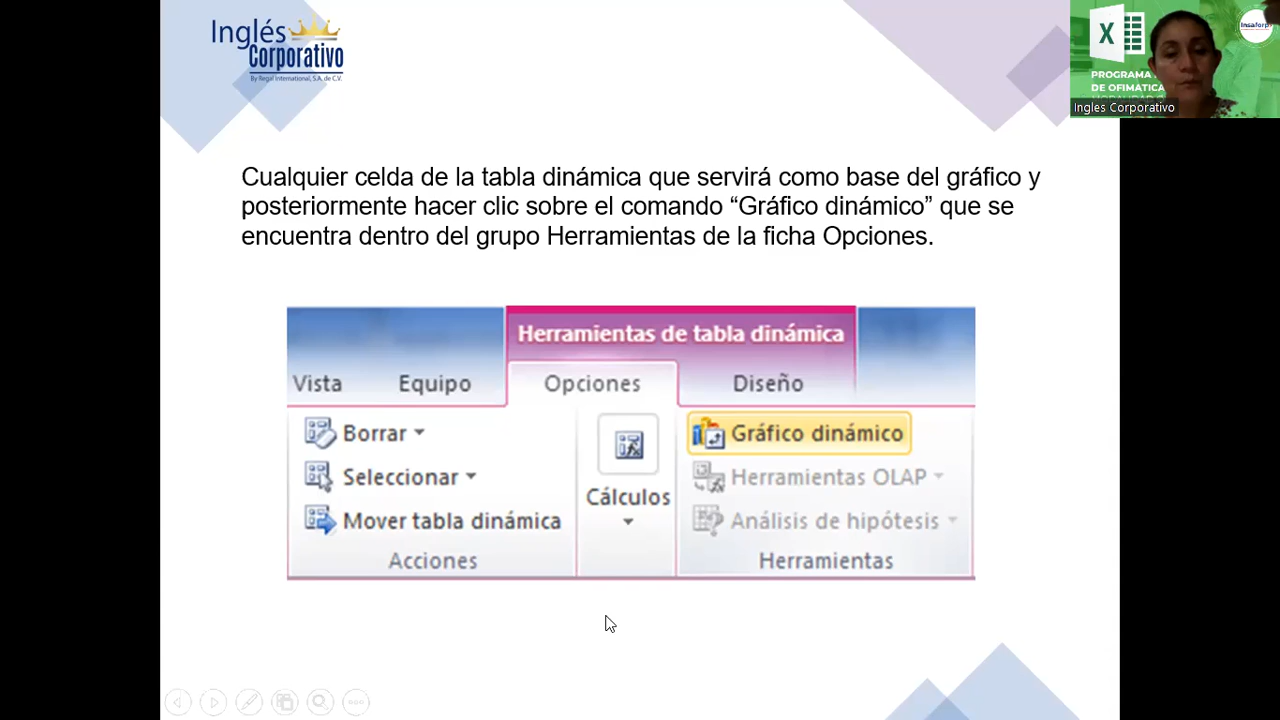 Inglés
Corporativo
By Regal International, S.A. de C.V.
PROGRAMA
DE OFIMÁTICA
Insaforp
Ingles Corporativo
Cualquier celda de la tabla dinámica que servirá como base del gráfico y
posteriormente hacer clic sobre el comando “Gráfico dinámico” que se
encuentra dentro del grupo Herramientas de la ficha Opciones.
Herramientas de tabla dinámica
Vista Equipo Opciones Diseño
Borrar
Seleccionar
Mover tabla dinámica
Acciones
Cálculos
Gráfico dinámico
Herramientas OLAP
Análisis de hipótesis
Herramientas